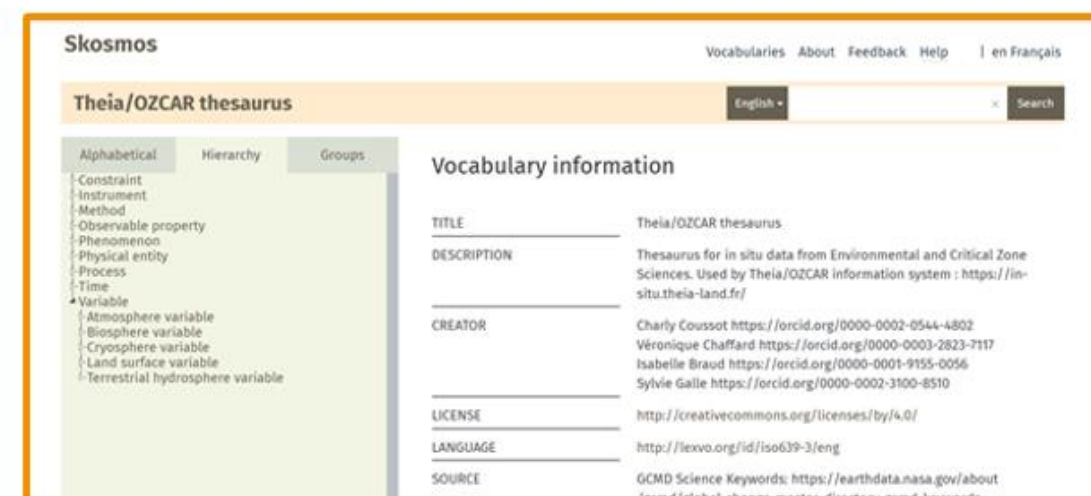 Skosmos
Vocabularies About Feedback Help | en Français
Theia/OZCAR thesaurus
English
× Search
Alphabetical Hierarchy Groups
Constraint
Instrument
Method
Observable property
Phenomenon
Physical entity
Process
Time
Variable
Atmosphere variable
Biosphere variable
Cryosphere variable
Land surface variable
Terrestrial hydrosphere variable
Vocabulary information
TITLE Theia/OZCAR thesaurus
DESCRIPTION Thesaurus for in situ data from Environmental and Critical Zone
Sciences. Used by Theia/OZCAR information system : https://in-
situ.theia-land.fr/
CREATOR Charly Coussot https://orcid.org/0000-0002-0544-4802
Véronique Chaffard https://orcid.org/0000-0003-2823-7117
Isabelle Braud https://orcid.org/0000-0001-9155-0056
Sylvie Galle https://orcid.org/0000-0002-3100-8510
LICENSE http://creativecommons.org/licenses/by/4.0/
LANGUAGE http://lexvo.org/id/iso639-3/eng
SOURCE GCMD Science Keywords: https://earthdata.nasa.gov/about